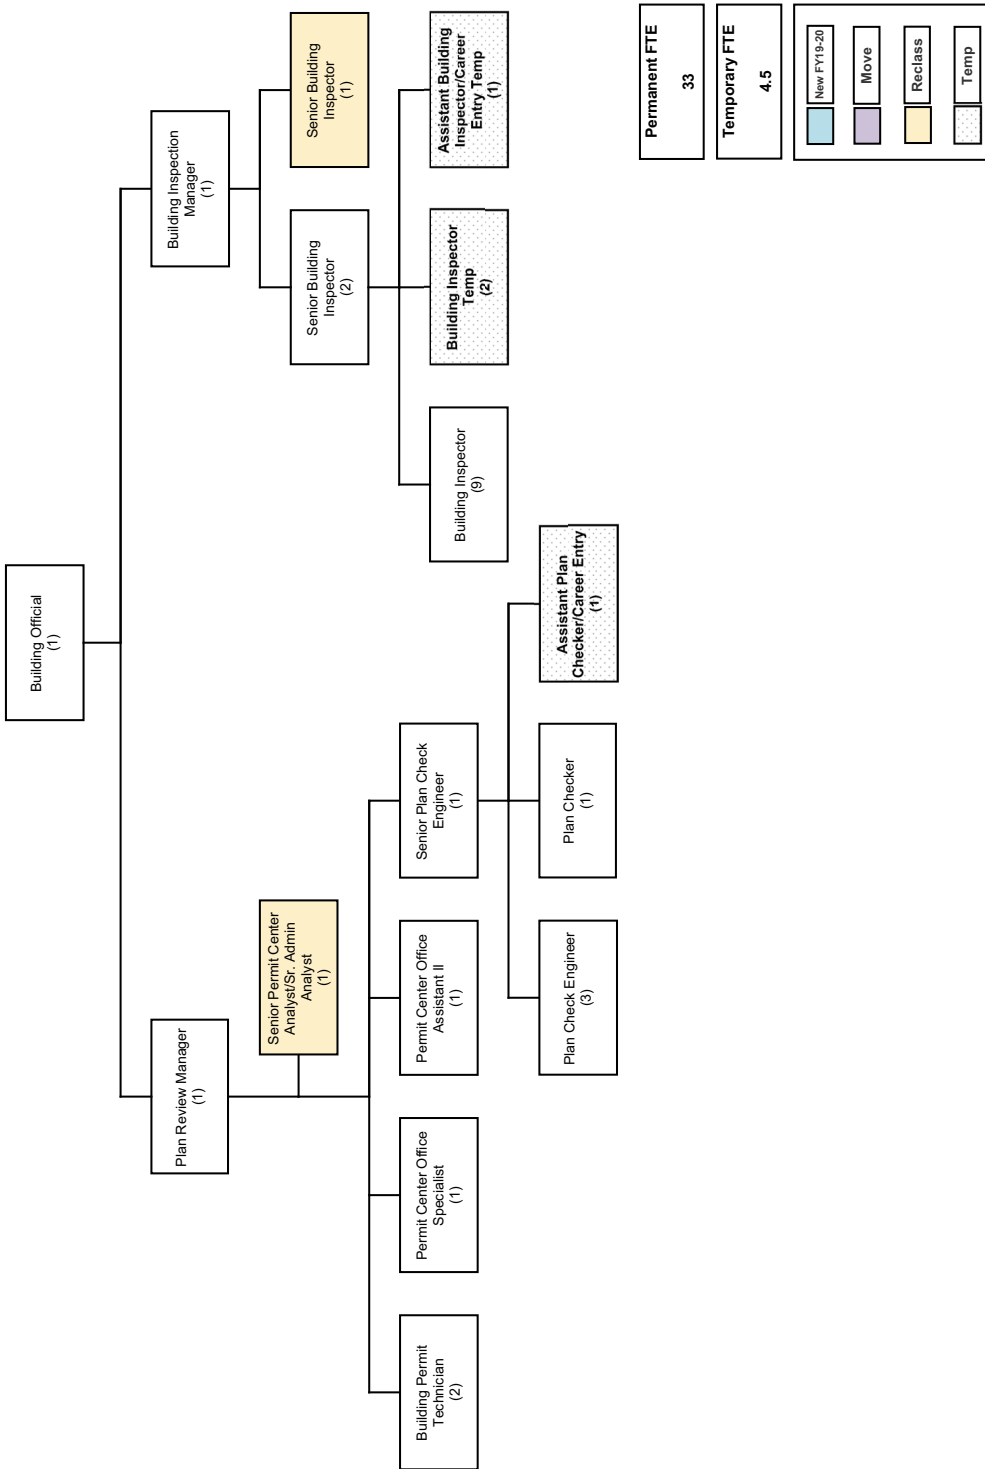 Building Official
(1)
Plan Review Manager
(1)
Building Inspection
Manager
(1)
Senior Permit Center
Analyst/Sr. Admin
Analyst
(1)
Senior Building
Inspector
(2)
Senior Building
Inspector
(1)
Building Permit
Technician
(2)
Permit Center Office
Specialist
(1)
Permit Center Office
Assistant II
(1)
Senior Plan Check
Engineer
(1)
Building Inspector
(9)
Building Inspector
Temp
(2)
Assistant Building
Inspector/Career
Entry Temp
(1)
Plan Check Engineer
(3)
Plan Checker
(1)
Assistant Plan
Checker/Career Entry
(1)
Permanent FTE
33
Temporary FTE
4.5
New FY19-20
Move
Reclass
Temp